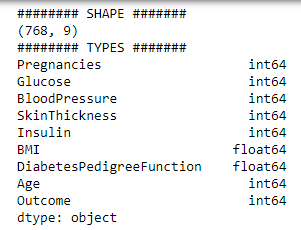 ######## SHAPE #######
(768, 9)
######## TYPES #######
Pregnancies int64
Glucose int64
BloodPressure int64
SkinThickness int64
Insulin int64
BMI float64
DiabetesPedigreeFunction float64
Age int64
Outcome int64
dtype: object